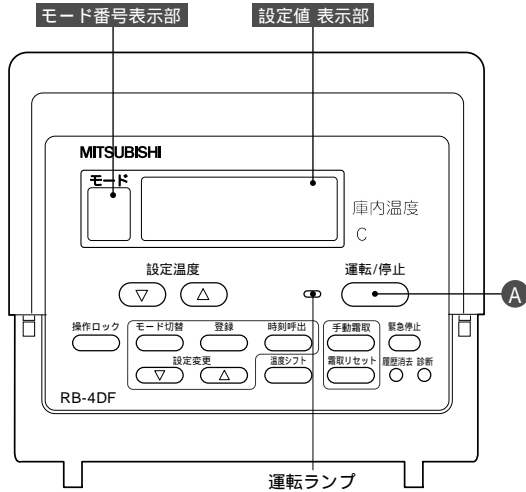 モード番号表示部 設定値 表示部
MITSUBISHI
モード
庫内温度
C
設定温度 運転/停止
▽ △ A
操作ロック モード切替 登録 時刻呼出 手動霜取 緊急停止
設定変更 温度シフト 霜取リセット 履歴消去 診断
▽ △
RB-4DF
運転ランプ